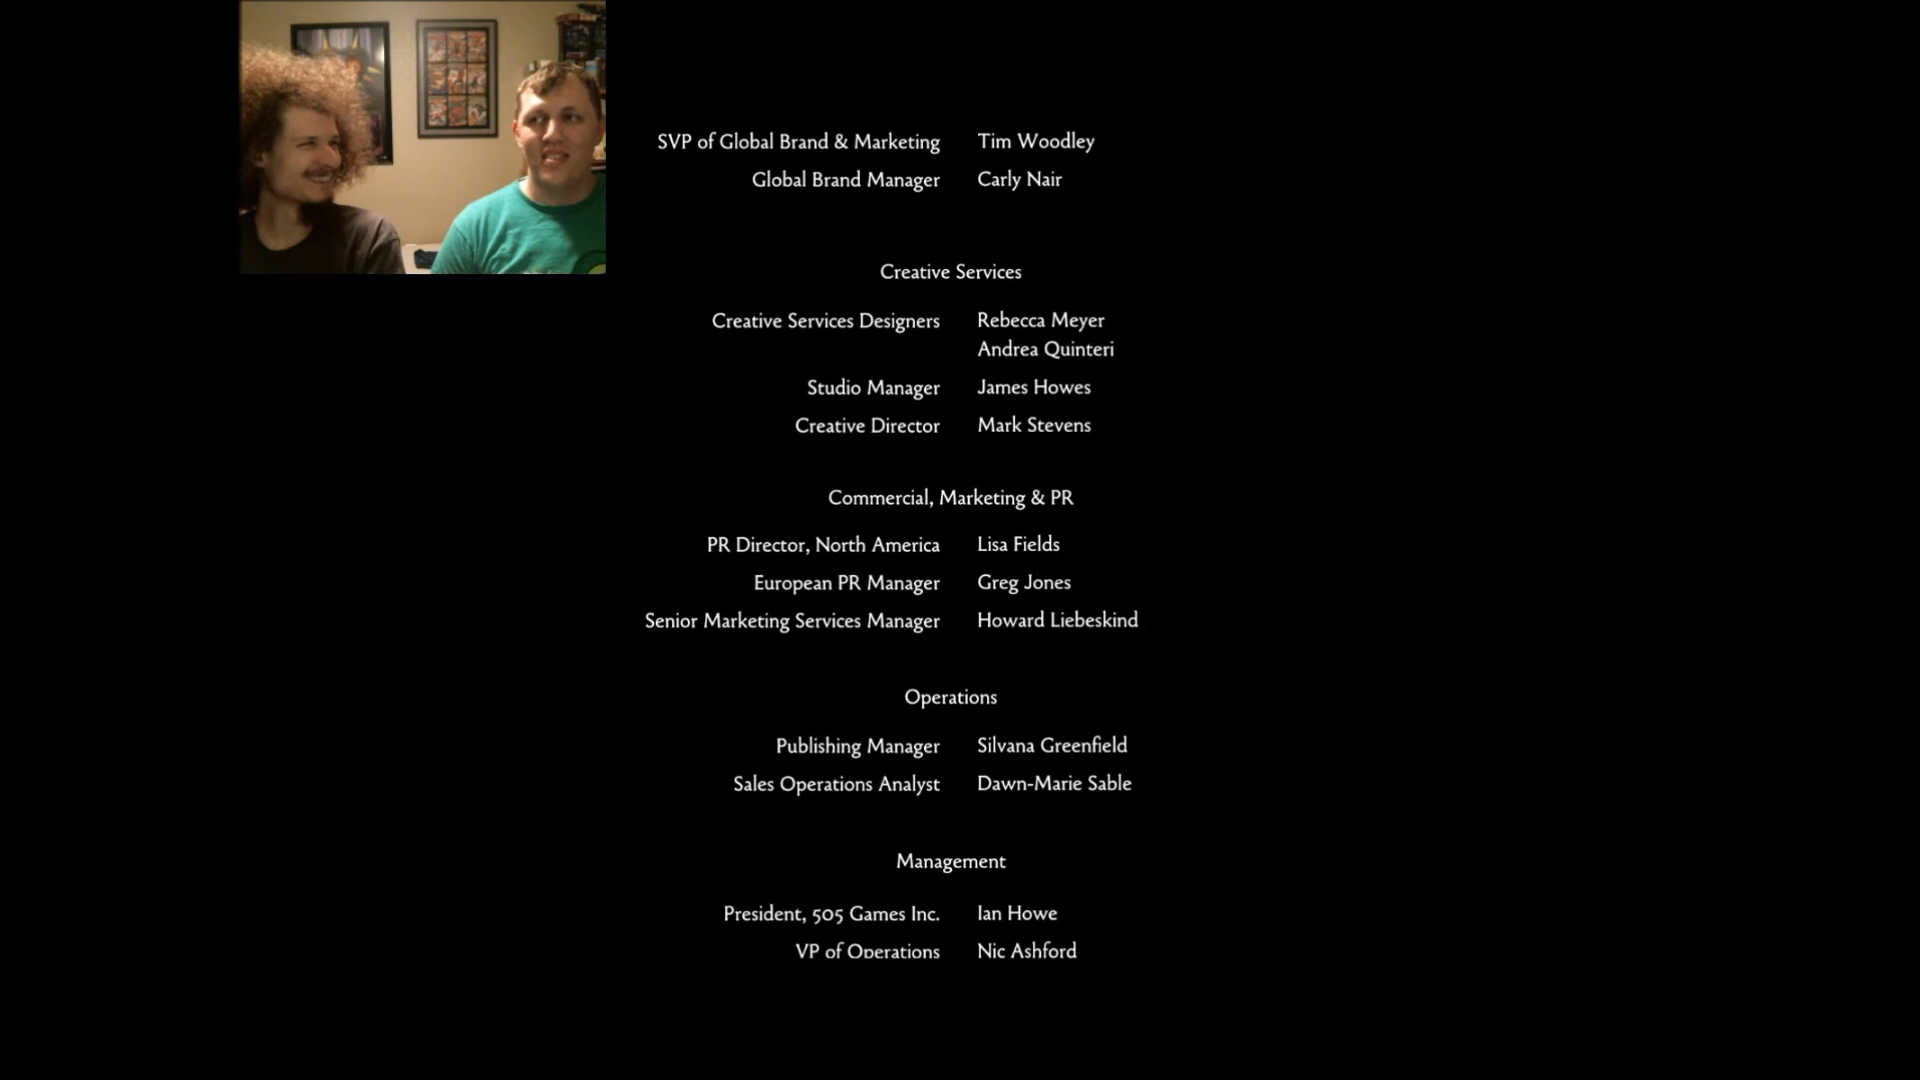 SVP of Global Brand & Marketing Tim Woodley
Global Brand Manager Carly Nair
Creative Services
Creative Services Designers Rebecca Meyer
Andrea Quinteri
Studio Manager James Howes
Creative Director Mark Stevens
Commercial, Marketing & PR
PR Director, North America Lisa Fields
European PR Manager Greg Jones
Senior Marketing Services Manager Howard Liebeskind
Operations
Publishing Manager Silvana Greenfield
Sales Operations Analyst Dawn-Marie Sable
Management
President, 505 Games Inc. Ian Howe
VP of Operations Nic Ashford